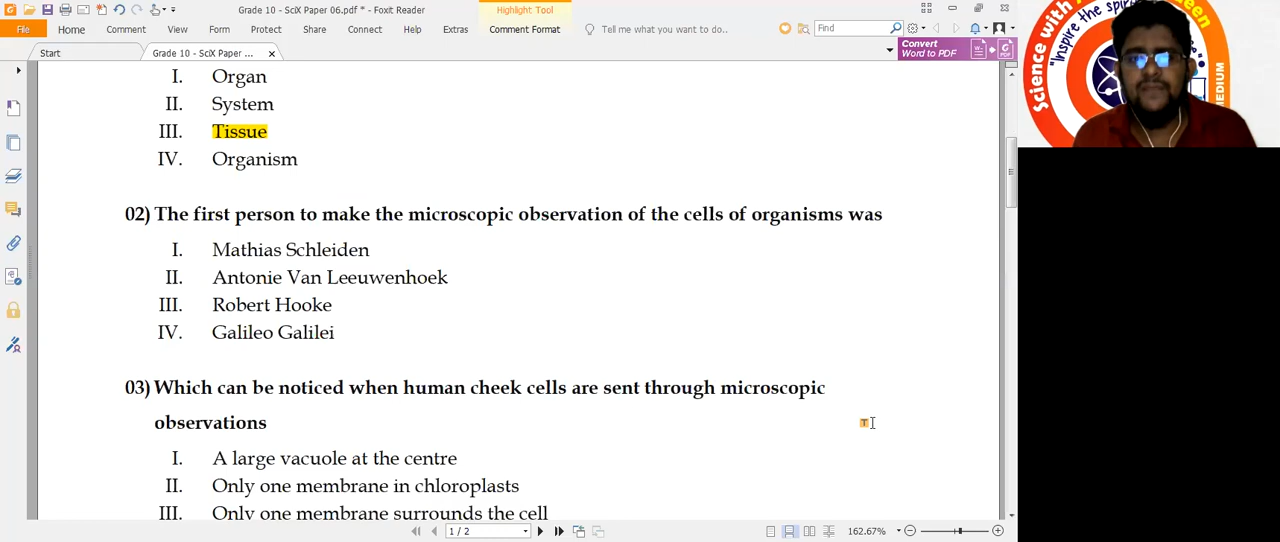 Grade 10 - SciX Paper 06.pdf * - Foxit Reader
Highlight Tool
File
Home
Comment
View
Form
Protect
Share
Connect
Help
Extras
Comment Format
Tell me what you want to do..
Find
Start
Grade 10 - SciX Paper ...
Convert
Word to PDF
I. Organ
II. System
III. Tissue
IV. Organism
02) The first person to make the microscopic observation of the cells of organisms was
I. Mathias Schleiden
II. Antonie Van Leeuwenhoek
III. Robert Hooke
IV. Galileo Galilei
03) Which can be noticed when human cheek cells are sent through microscopic
observations
T
I. A large vacuole at the centre
II. Only one membrane in chloroplasts
III. Only one membrane surrounds the cell
1 / 2
162.67%
Science with
"Inspire the spiri
een
MEDIUM